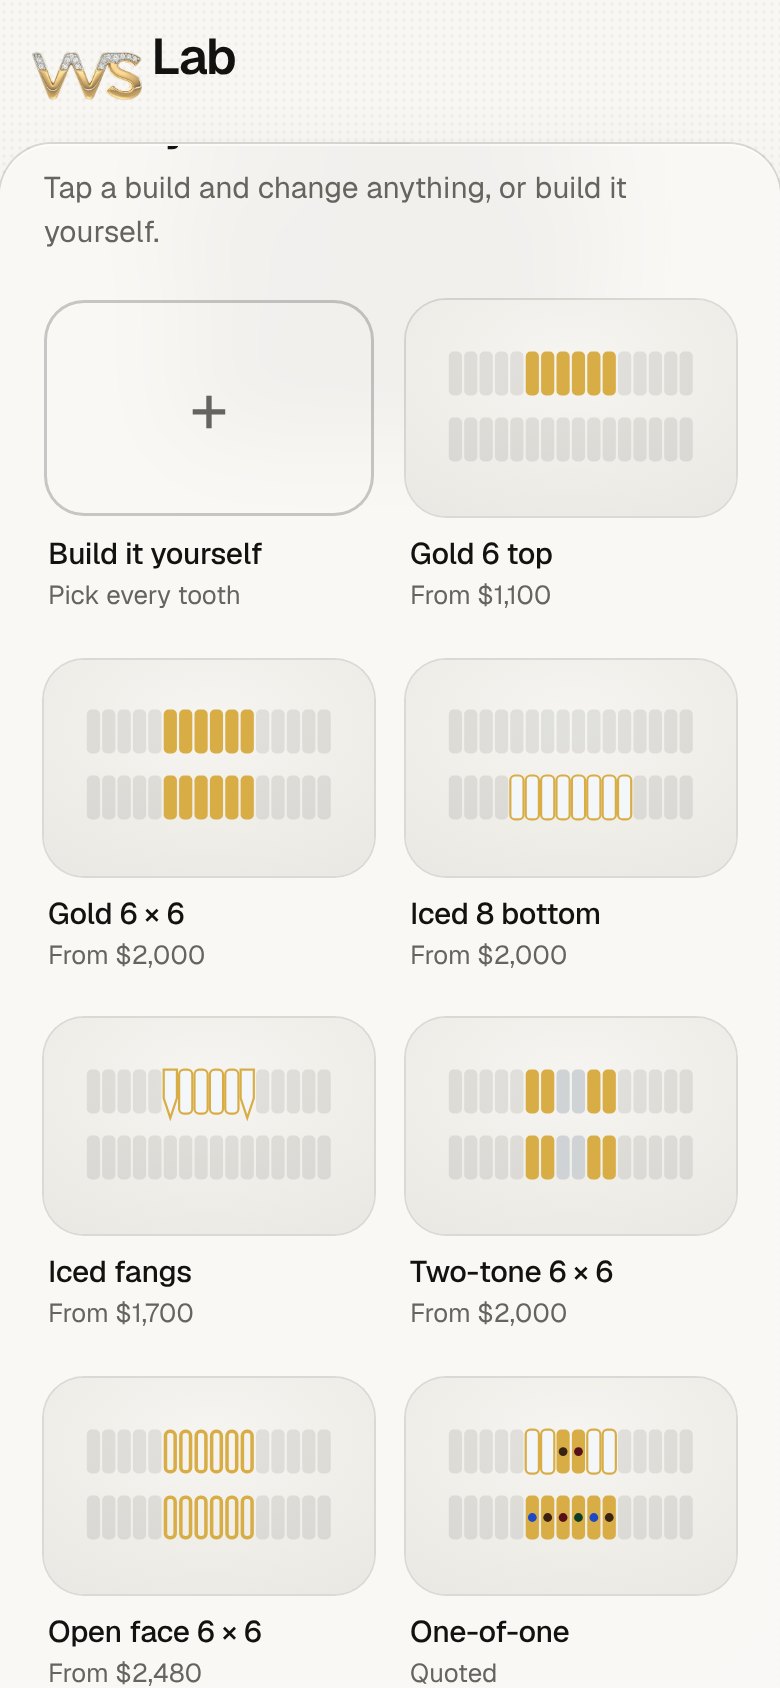 VVS Lab
Tap a build and change anything, or build it
yourself.
+
Build it yourself
Pick every tooth
Gold 6 top
From $1,100
Gold 6 × 6
From $2,000
Iced 8 bottom
From $2,000
Iced fangs
From $1,700
Two-tone 6 × 6
From $2,000
Open face 6 × 6
From $2,480
One-of-one
Quoted